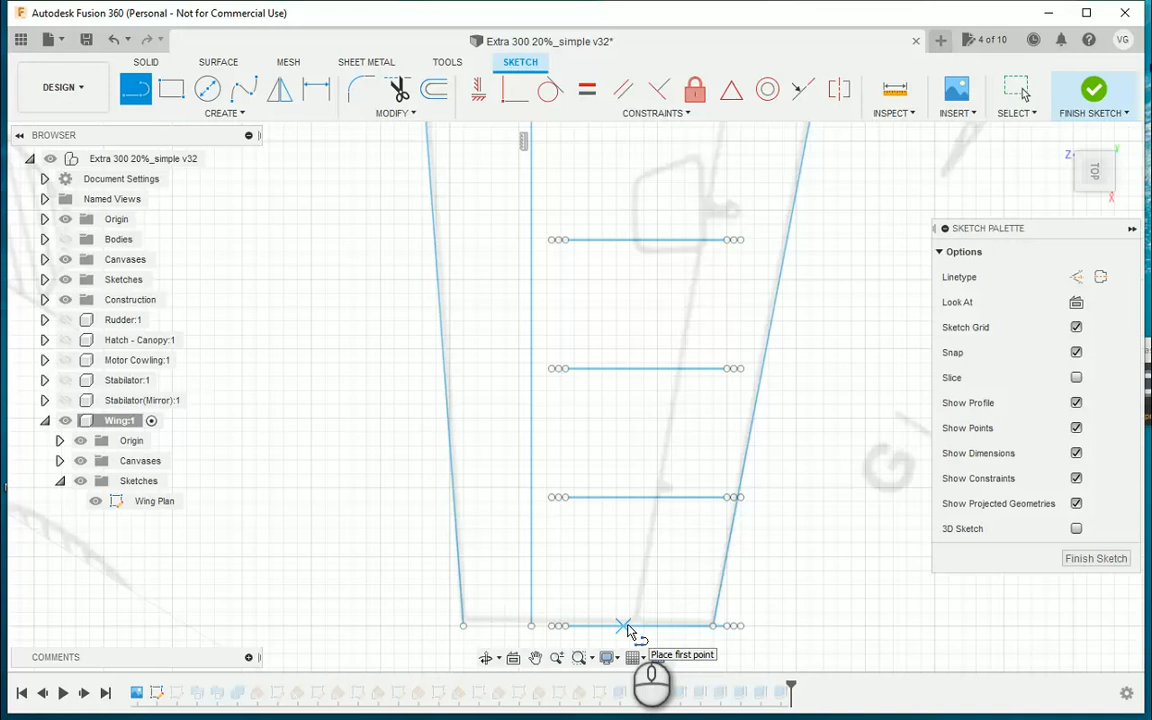 Autodesk Fusion 360 (Personal - Not for Commercial Use)
Extra 300 20%_simple v32*
4 of 10
VG
DESIGN
SOLID
SURFACE
MESH
SHEET METAL
TOOLS
SKETCH
CREATE
MODIFY
CONSTRAINTS
INSPECT
INSERT
SELECT
FINISH SKETCH
BROWSER
Extra 300 20%_simple v32
Document Settings
Named Views
Origin
Bodies
Canvases
Sketches
Construction
Rudder:1
Hatch - Canopy:1
Motor Cowling:1
Stabilator:1
Stabilator(Mirror):1
Wing:1
Origin
Canvases
Sketches
Wing Plan
Z
Y
TOP
X
SKETCH PALETTE
Options
Linetype
Look At
Sketch Grid
Snap
Slice
Show Profile
Show Points
Show Dimensions
Show Constraints
Show Projected Geometries
3D Sketch
Finish Sketch
G
Place first point
COMMENTS